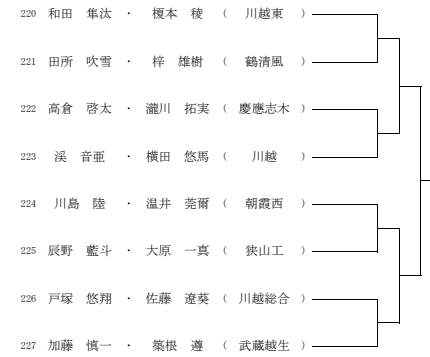 220 和田 隼汰 ・ 榎本 稜 ( 川越東 )
221 田所 吹雪 ・ 梓 雄樹 ( 鶴清風 )
222 高倉 啓太 ・ 瀧川 拓実 ( 慶應志木 )
223 渓 音亜 ・ 横田 悠馬 ( 川越 )
224 川島 陸 ・ 温井 莞爾 ( 朝霞西 )
225 辰野 藍斗 ・ 大原 一真 ( 狭山工 )
226 戸塚 悠翔 ・ 佐藤 遼葵 ( 川越総合 )
227 加藤 慎一 ・ 築根 遵 ( 武蔵越生 )